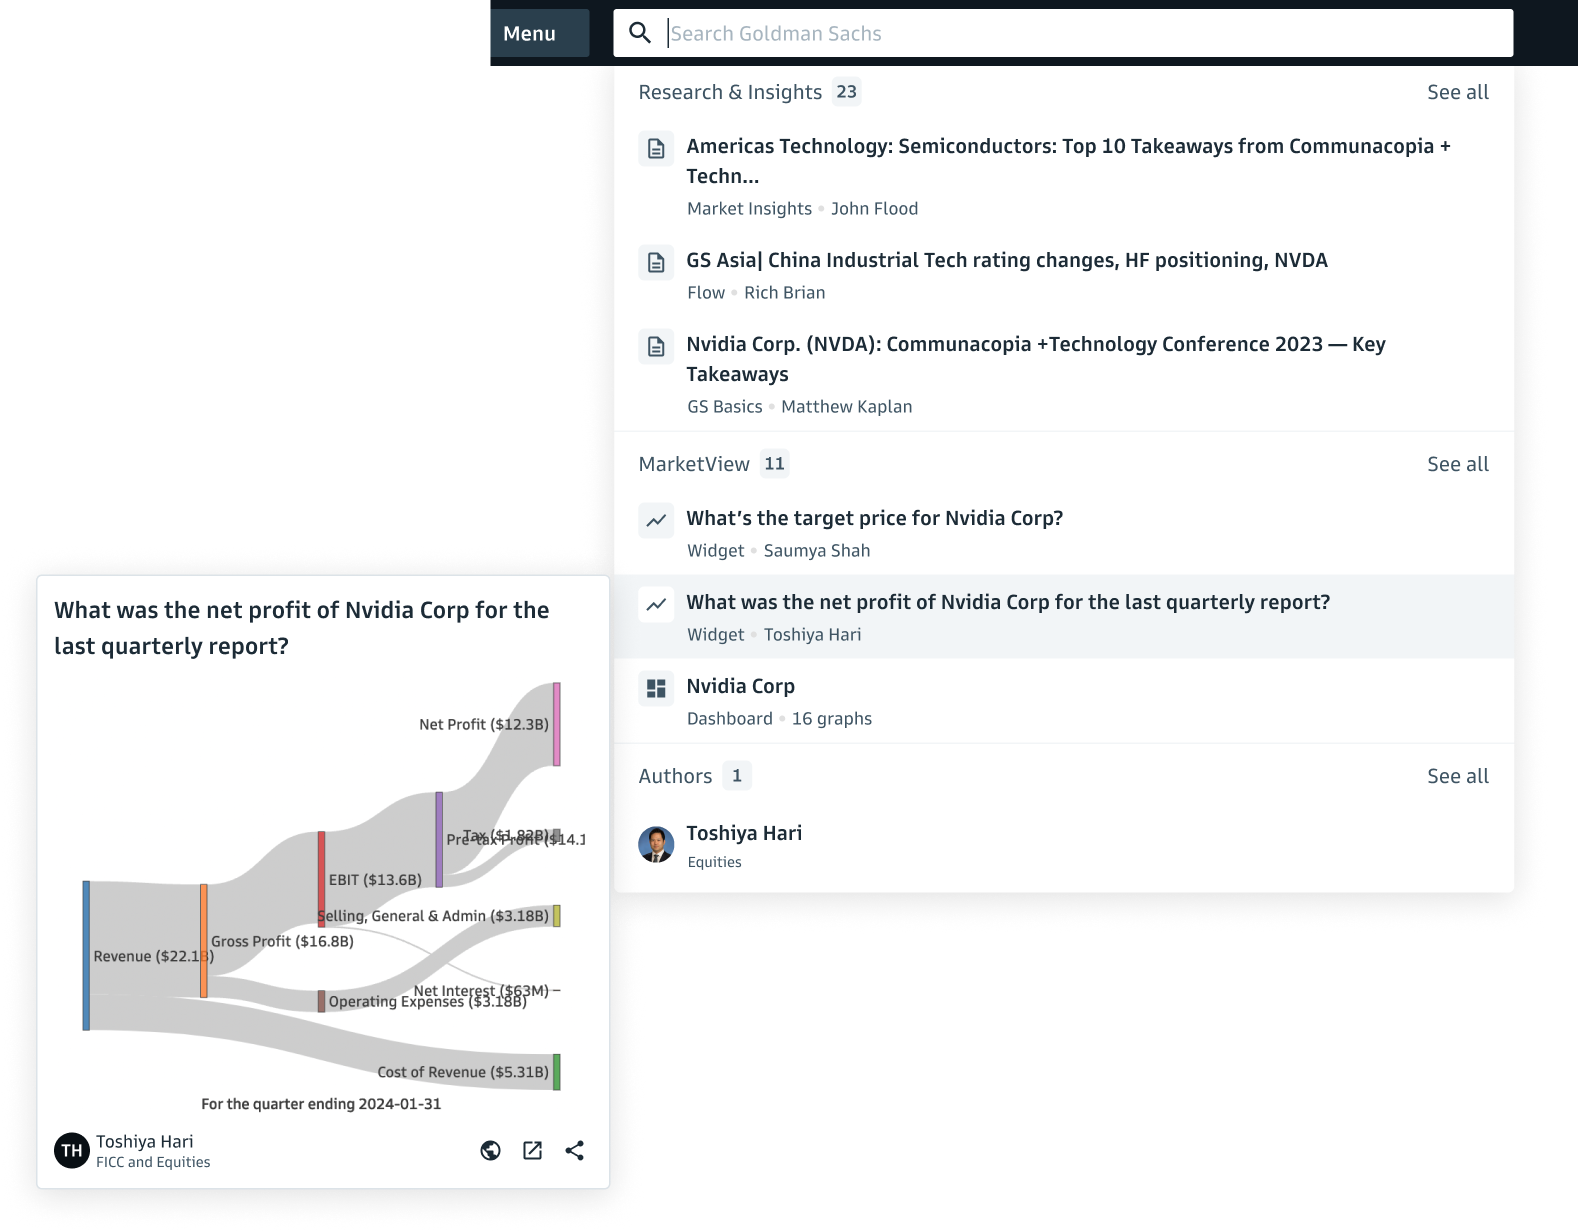 Menu
Search Goldman Sachs
Research & Insights 23
See all
Americas Technology: Semiconductors: Top 10 Takeaways from Communacopia +
Techn...
Market Insights • John Flood
GS Asia| China Industrial Tech rating changes, HF positioning, NVDA
Flow • Rich Brian
Nvidia Corp. (NVDA): Communacopia +Technology Conference 2023 — Key
Takeaways
GS Basics • Matthew Kaplan
MarketView 11
See all
What's the target price for Nvidia Corp?
Widget • Saumya Shah
What was the net profit of Nvidia Corp for the last quarterly report?
Widget • Toshiya Hari
Nvidia Corp
Dashboard • 16 graphs
Authors 1
See all
Toshiya Hari
Equities
What was the net profit of Nvidia Corp for the
last quarterly report?
Net Profit ($12.3B)
Tax ($1.82B)
Pre-tax Profit ($14.1
EBIT ($13.6B)
Selling, General & Admin ($3.18B)
Gross Profit ($16.8B)
Revenue ($22.1B)
Net Interest ($63M)
Operating Expenses ($3.18B)
Cost of Revenue ($5.31B)
For the quarter ending 2024-01-31
TH
Toshiya Hari
FICC and Equities